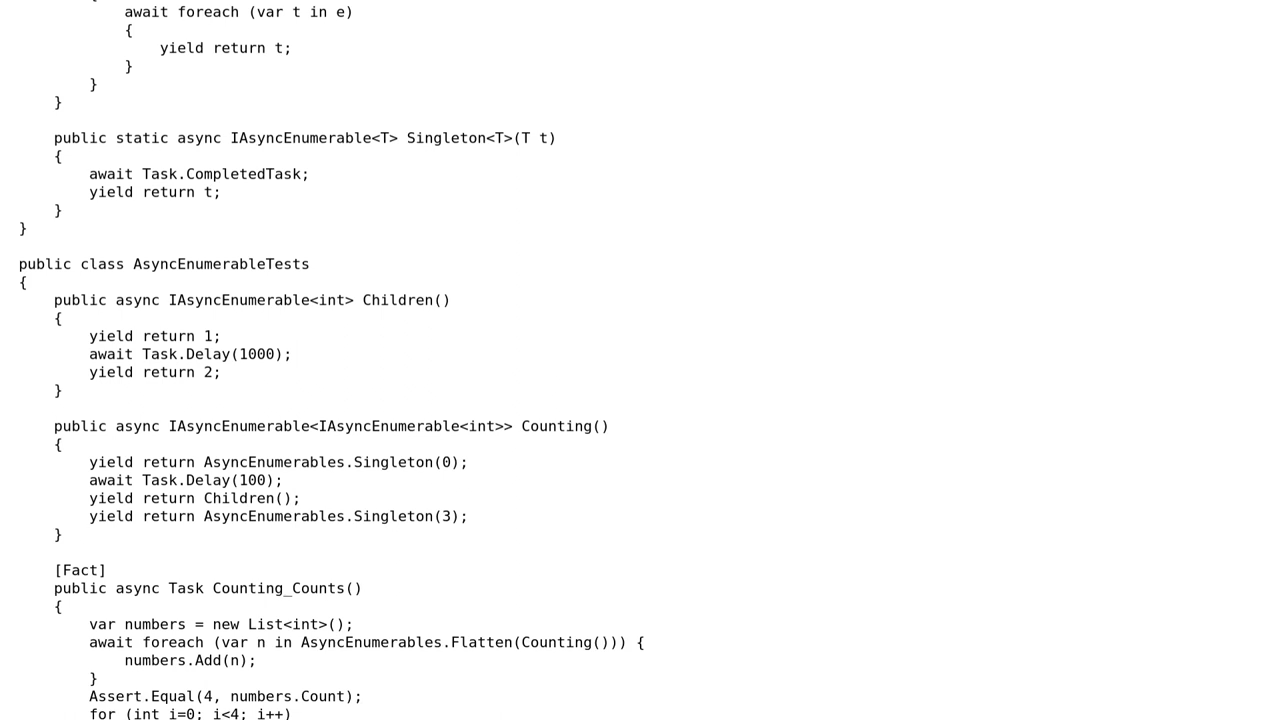 await foreach (var t in e)
{
yield return t;
}
}
}
public static async IAsyncEnumerable<T> Singleton<T>(T t)
{
await Task.CompletedTask;
yield return t;
}
}
public class AsyncEnumerableTests
{
public async IAsyncEnumerable<int> Children()
{
yield return 1;
await Task.Delay(1000);
yield return 2;
}
public async IAsyncEnumerable<IAsyncEnumerable<int>> Counting()
{
yield return AsyncEnumerables.Singleton(0);
await Task.Delay(100);
yield return Children();
yield return AsyncEnumerables.Singleton(3);
}
[Fact]
public async Task Counting_Counts()
{
var numbers = new List<int>();
await foreach (var n in AsyncEnumerables.Flatten(Counting())) {
numbers.Add(n);
}
Assert.Equal(4, numbers.Count);
for (int i=0; i<4; i++)